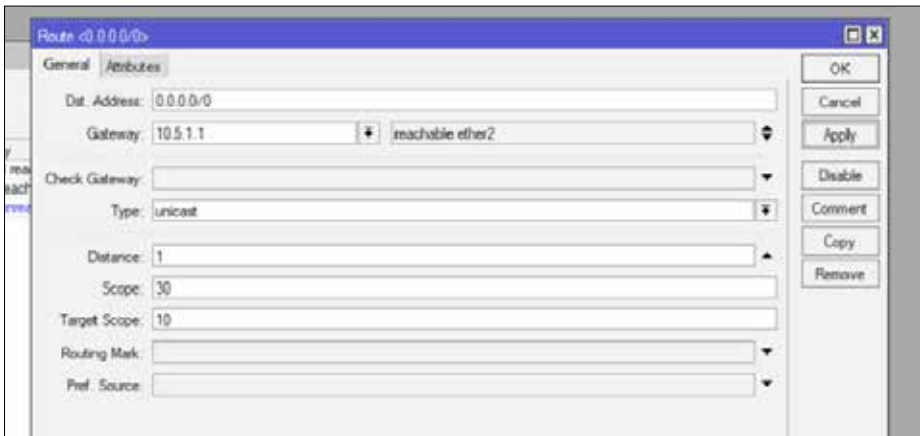 Route <0.0.0.0/0>
General Attributes
OK
Dst. Address: 0.0.0.0/0
Cancel
Gateway: 10.5.1.1 reachable ether2
Apply
Check Gateway:
Disable
Type: unicast
Comment
Copy
Distance: 1
Remove
Scope: 30
Target Scope: 10
Routing Mark:
Pref. Source: